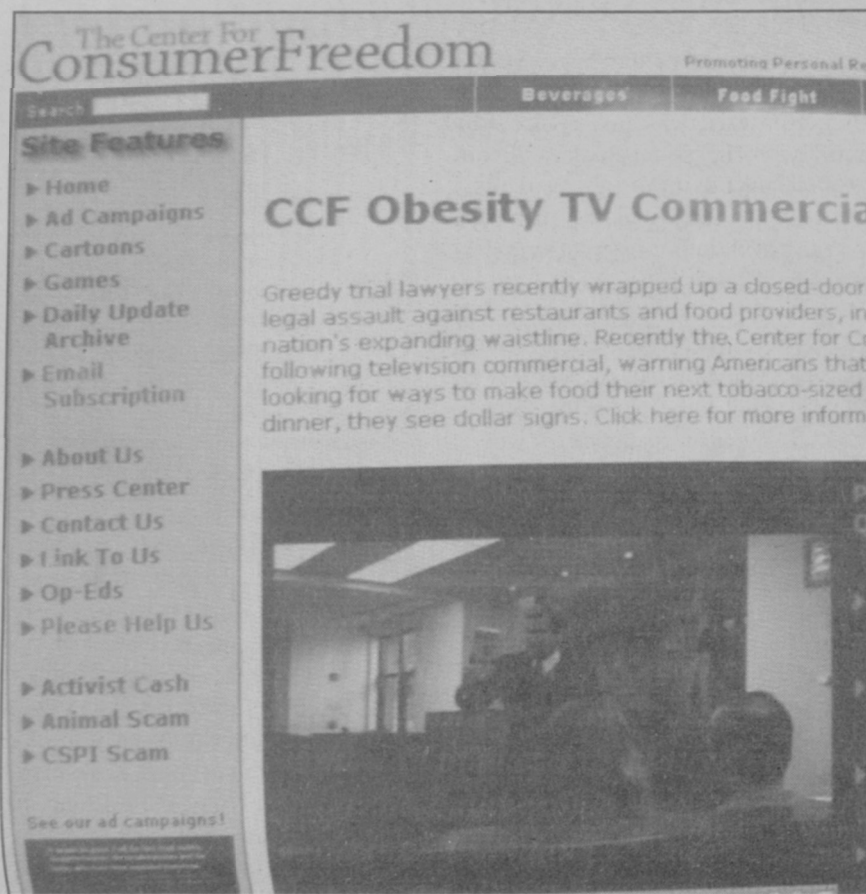 The Center For
ConsumerFreedom
Promoting Personal Re
Search
Beverages
Food Fight
Site Features
Home
Ad Campaigns
Cartoons
Games
Daily Update
Archive
Email
Subscription
About Us
Press Center
Contact Us
Link To Us
Op-Eds
Please Help Us
Activist Cash
Animal Scam
CSPI Scam
See our ad campaigns!
CCF Obesity TV Commercia
Greedy trial lawyers recently wrapped up a closed-door
legal assault against restaurants and food providers, in
nation's expanding waistline. Recently the Center for C
following television commercial, warning Americans that
looking for ways to make food their next tobacco-sized
dinner, they see dollar signs. Click here for more inform